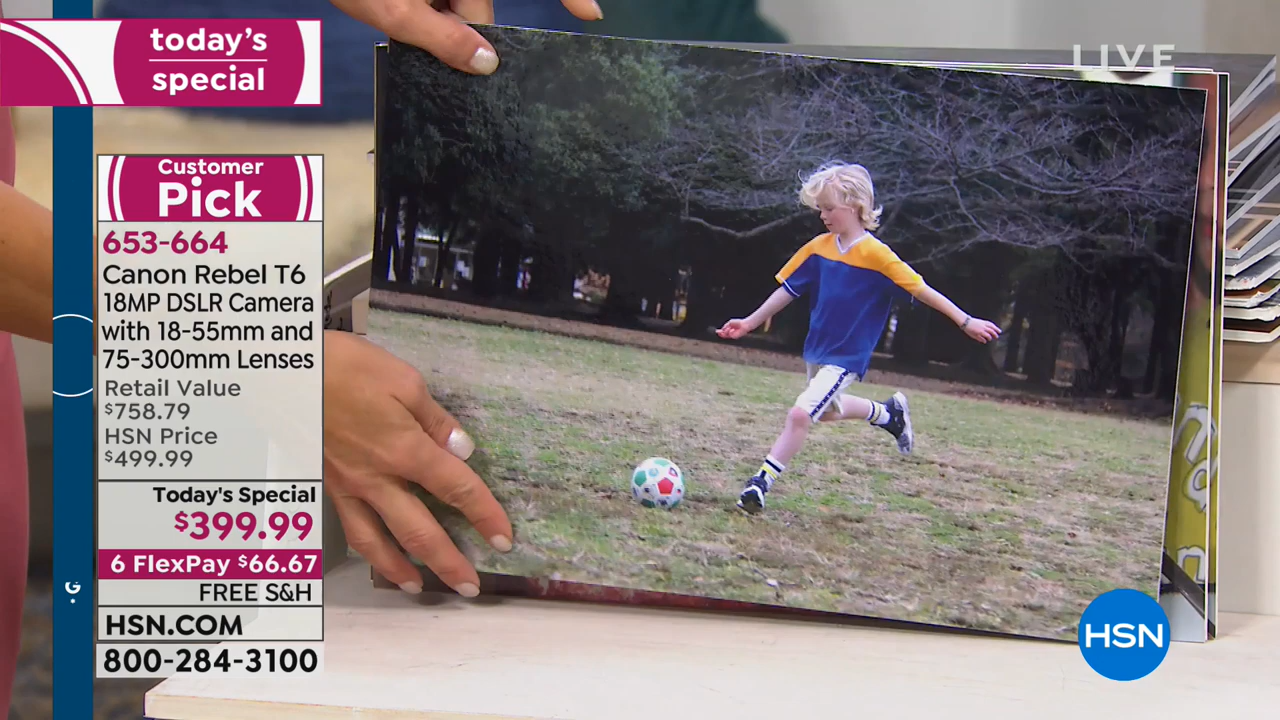 today's
special
LIVE
Customer
Pick
653-664
Canon Rebel T6
18MP DSLR Camera
with 18-55mm and
75-300mm Lenses
Retail Value
$758.79
HSN Price
$499.99
Today's Special
$399.99
6 FlexPay $66.67
FREE S&H
HSN.COM
800-284-3100
G
HSN